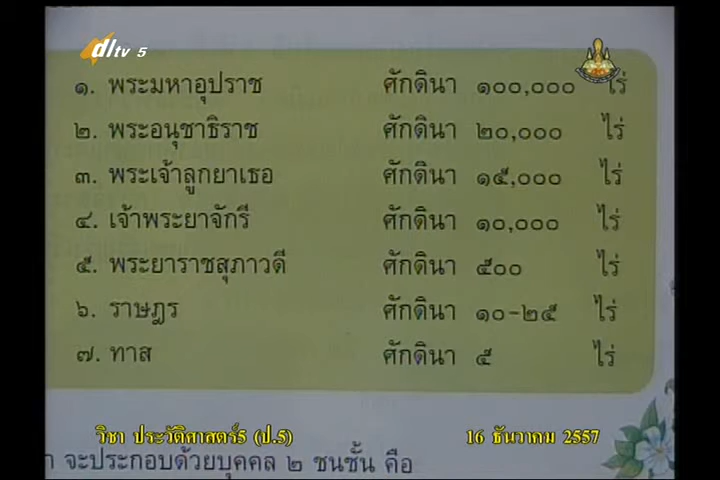 dltv 5
๑. พระมหาอุปราช ศักดินา ๑๐๐,๐๐๐ ไร่
๒. พระอนุชาธิราช ศักดินา ๒๐,๐๐๐ ไร่
๓. พระเจ้าลูกยาเธอ ศักดินา ๑๕,๐๐๐ ไร่
๔. เจ้าพระยาจักรี ศักดินา ๑๐,๐๐๐ ไร่
๕. พระยาราชสุภาวดี ศักดินา ๕๐๐ ไร่
๖. ราษฎร ศักดินา ๑๐-๒๕ ไร่
๗. ทาส ศักดินา ๕ ไร่
วิชา ประวัติศาสตร์5 (ป.5) 16 ธันวาคม 2557
จะประกอบด้วยบุคคล ๒ ชนชั้น คือ